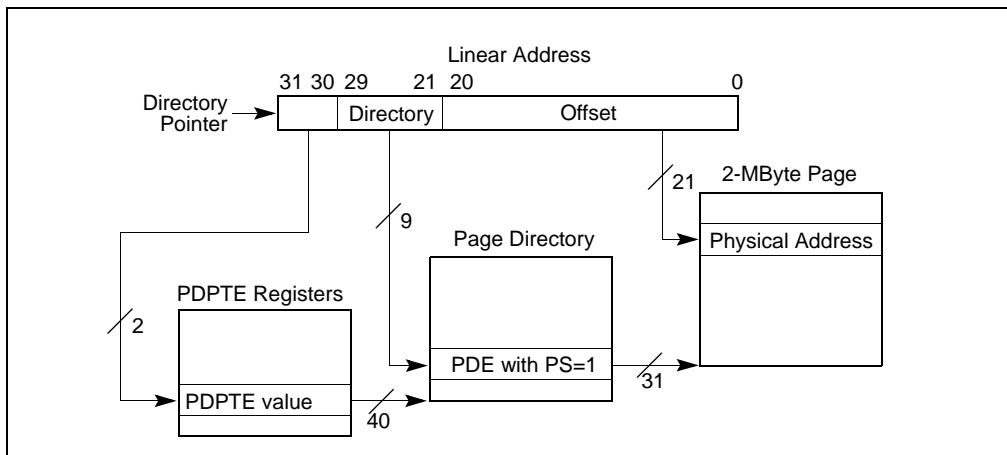 Linear Address
31 30 29 21 20 0
Directory Pointer
Directory
Offset
21
2-MByte Page
9
Physical Address
Page Directory
PDPTE Registers
2
PDE with PS=1
31
PDPTE value
40